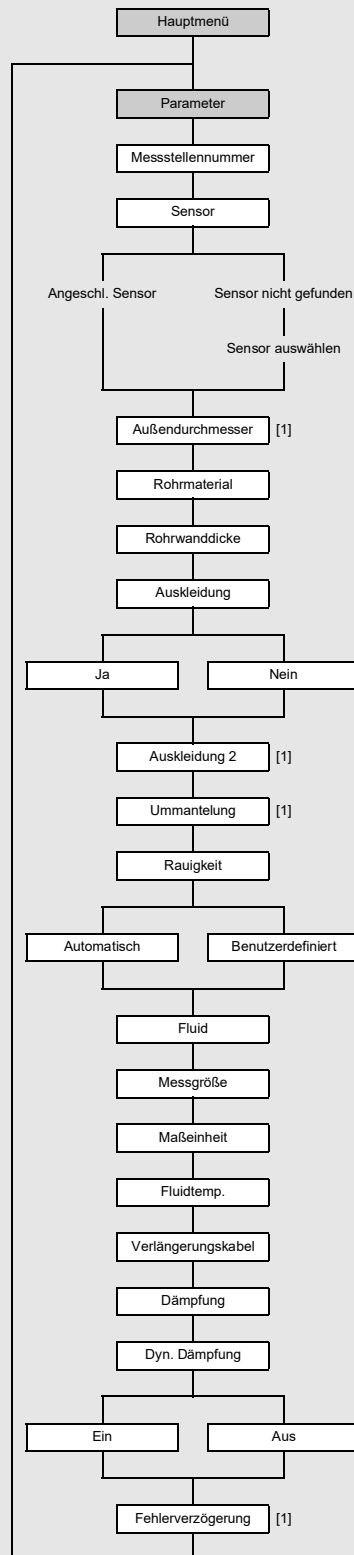 Hauptmenü
Parameter
Messstellennummer
Sensor
Angeschl. Sensor
Sensor nicht gefunden
Sensor auswählen
Außendurchmesser [1]
Rohrmaterial
Rohrwanddicke
Auskleidung
Ja
Nein
Auskleidung 2 [1]
Ummantelung [1]
Rauigkeit
Automatisch
Benutzerdefiniert
Fluid
Messgröße
Maßeinheit
Fluidtemp.
Verlängerungskabel
Dämpfung
Dyn. Dämpfung
Ein
Aus
Fehlerverzögerung [1]